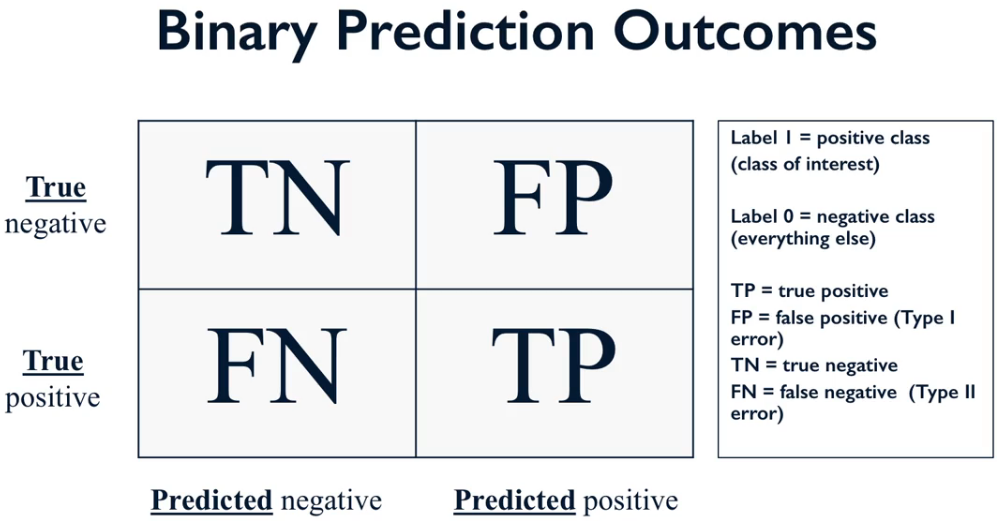 Binary Prediction Outcomes
True
negative
TN
FP
True
positive
FN
TP
Predicted negative
Predicted positive
Label 1 = positive class
(class of interest)
Label 0 = negative class
(everything else)
TP = true positive
FP = false positive (Type I
error)
TN = true negative
FN = false negative (Type II
error)